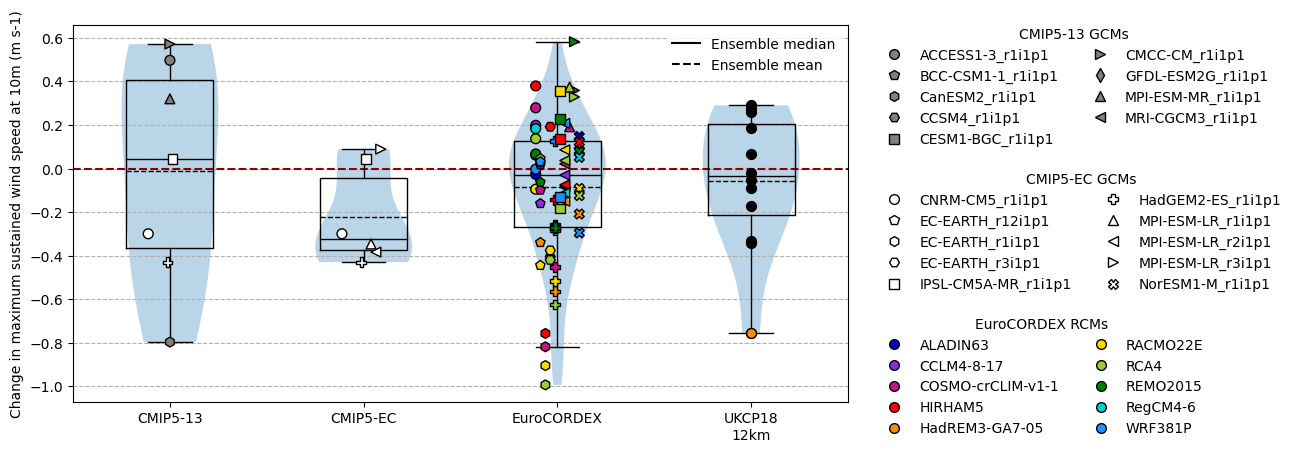 Change in maximum sustained wind speed at 10m (m s-1)
0.6
0.4
0.2
0.0
−0.2
−0.4
−0.6
−0.8
−1.0
CMIP5-13
CMIP5-EC
EuroCORDEX
UKCP18
12km
Ensemble median
Ensemble mean
CMIP5-13 GCMs
ACCESS1-3_r1i1p1
BCC-CSM1-1_r1i1p1
CanESM2_r1i1p1
CCSM4_r1i1p1
CESM1-BGC_r1i1p1
CMCC-CM_r1i1p1
GFDL-ESM2G_r1i1p1
MPI-ESM-MR_r1i1p1
MRI-CGCM3_r1i1p1
CMIP5-EC GCMs
CNRM-CM5_r1i1p1
EC-EARTH_r12i1p1
EC-EARTH_r1i1p1
EC-EARTH_r3i1p1
IPSL-CM5A-MR_r1i1p1
HadGEM2-ES_r1i1p1
MPI-ESM-LR_r1i1p1
MPI-ESM-LR_r2i1p1
MPI-ESM-LR_r3i1p1
NorESM1-M_r1i1p1
EuroCORDEX RCMs
ALADIN63
CCLM4-8-17
COSMO-crCLIM-v1-1
HIRHAM5
HadREM3-GA7-05
RACMO22E
RCA4
REMO2015
RegCM4-6
WRF381P